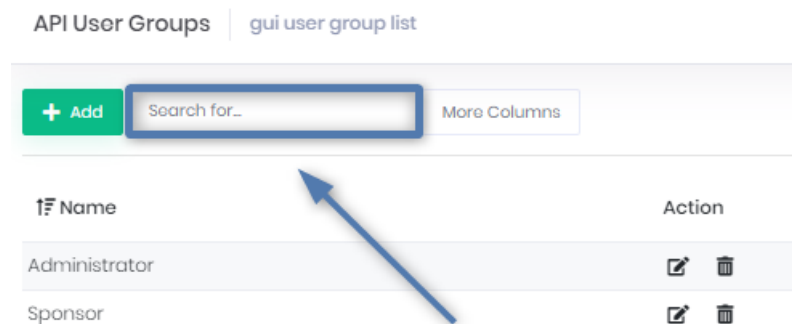 API User Groups gui user group list
Add Search for... More Columns
Name Action
Administrator
Sponsor